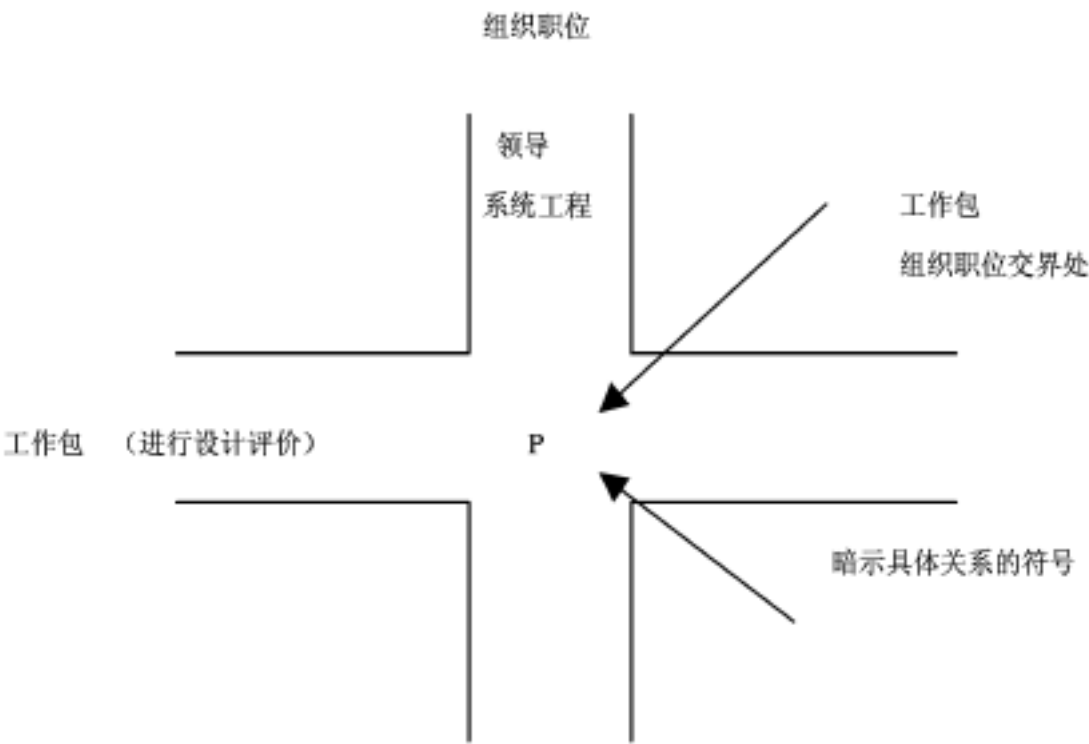 组织职位
领导
系统工程
工作包
组织职位交界处
工作包 （进行设计评价） P
暗示具体关系的符号